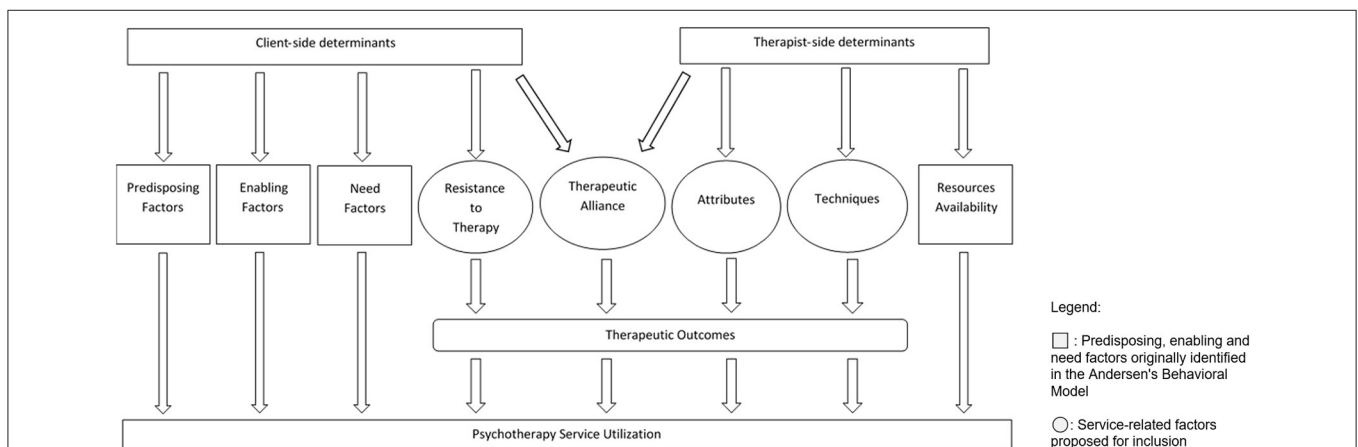 Client-side determinants
Therapist-side determinants
Predisposing
Factors
Enabling
Factors
Need
Factors
Resistance
to
Therapy
Therapeutic
Alliance
Attributes
Techniques
Resources
Availability
Therapeutic Outcomes
Psychotherapy Service Utilization
Legend:
: Predisposing, enabling and
need factors originally identified
in the Andersen's Behavioral
Model
: Service-related factors
proposed for inclusion